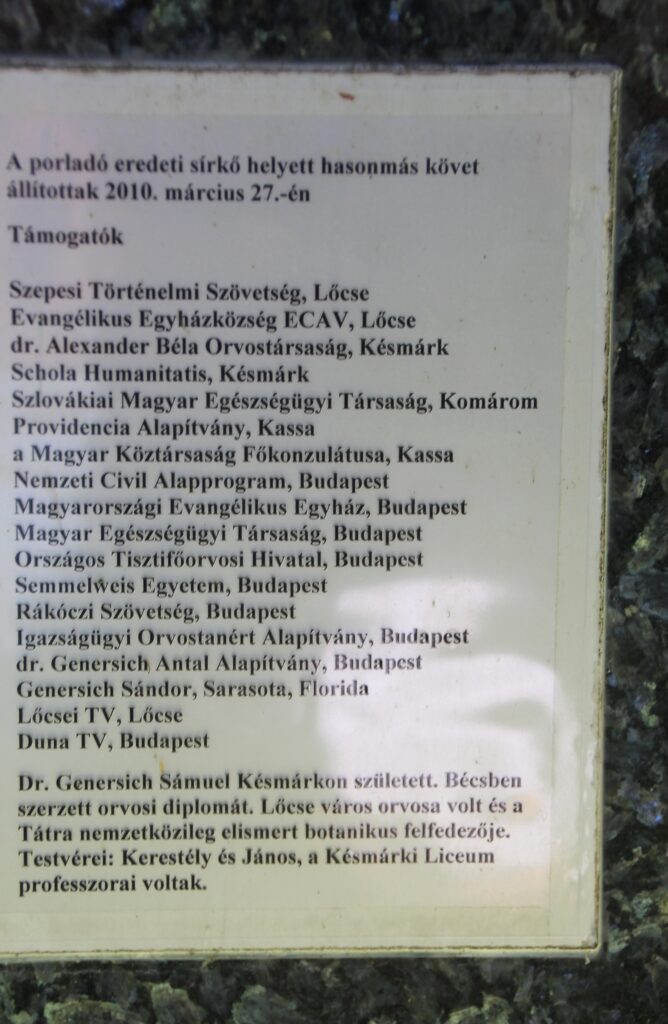 A porladó eredeti sírkő helyett hasonmás követ
állítottak 2010. március 27.-én
Támogatók
Szepesi Történelmi Szövetség, Lőcse
Evangélikus Egyházközség ECAV, Lőcse
dr. Alexander Béla Orvostársaság, Késmárk
Schola Humanitatis, Késmárk
Szlovákiai Magyar Egészségügyi Társaság, Komárom
Providencia Alapítvány, Kassa
a Magyar Köztársaság Főkonzulátusa, Kassa
Nemzeti Civil Alapprogram, Budapest
Magyarországi Evangélikus Egyház, Budapest
Magyar Egészségügyi Társaság, Budapest
Országos Tisztifőorvosi Hivatal, Budapest
Semmelweis Egyetem, Budapest
Rákóczi Szövetség, Budapest
Igazságügyi Orvostanért Alapítvány, Budapest
dr. Genersich Antal Alapítvány, Budapest
Genersich Sándor, Sarasota, Florida
Lőcsei TV, Lőcse
Duna TV, Budapest
Dr. Genersich Sámuel Késmárkon született. Bécsben
szerzett orvosi diplomát. Lőcse város orvosa volt és a
Tátra nemzetközileg elismert botanikus felfedezője.
Testvérei: Kerestély és János, a Késmárki Liceum
professzorai voltak.